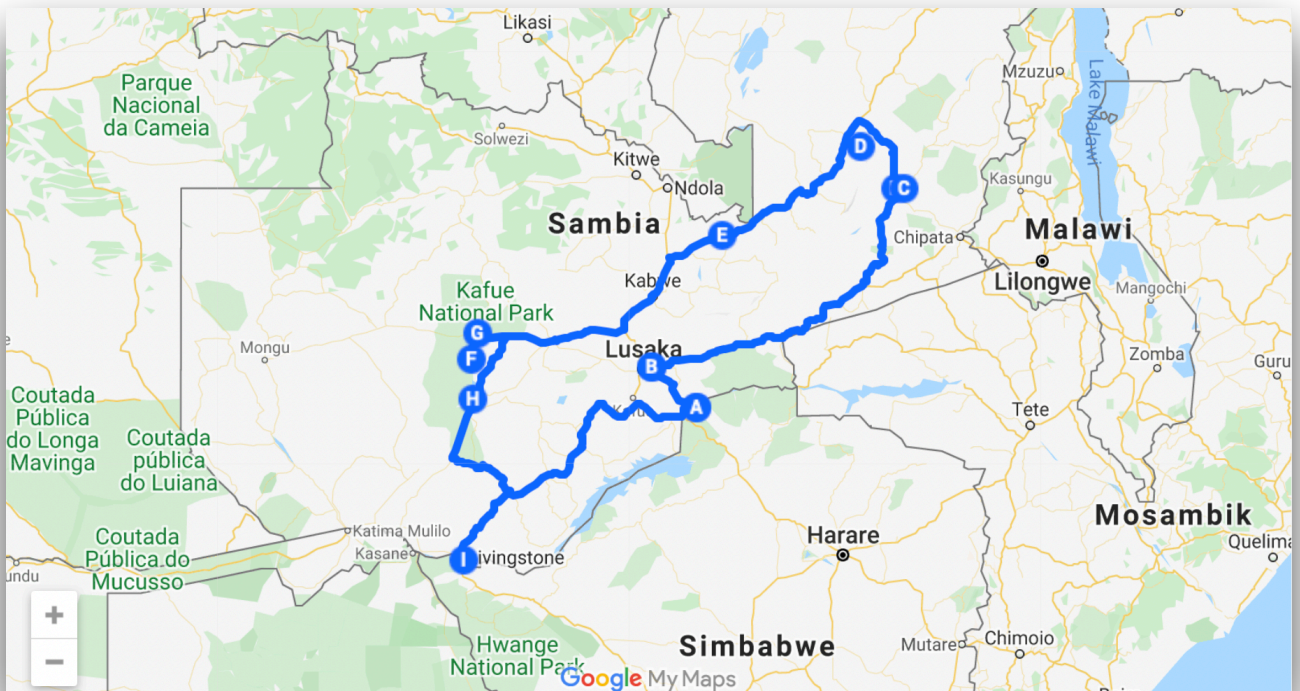 Likasi
Mzuzu
Lake Malawi
Parque
Nacional
da Cameia
Solwezi
Kitwe
Ndola
Kasungu
D
C
Sambia
E
Chipata
Malawi
Kabwe
Lilongwe
Mangochi
Kafue
National Park
G
Mongu
F
Lusaka
B
Zomba
Guru
Coutada
Pública
do Longa
Mavinga
H
A
Tete
Coutada
pública
do Luiana
Mosambik
Katima Mulilo
Kasane
Harare
Quelima
Coutada
Pública do
Mucusso
I
ivingstone
undu
+
−
Hwange
National Park
Simbabwe
Mutare
Chimoio
Google My Maps